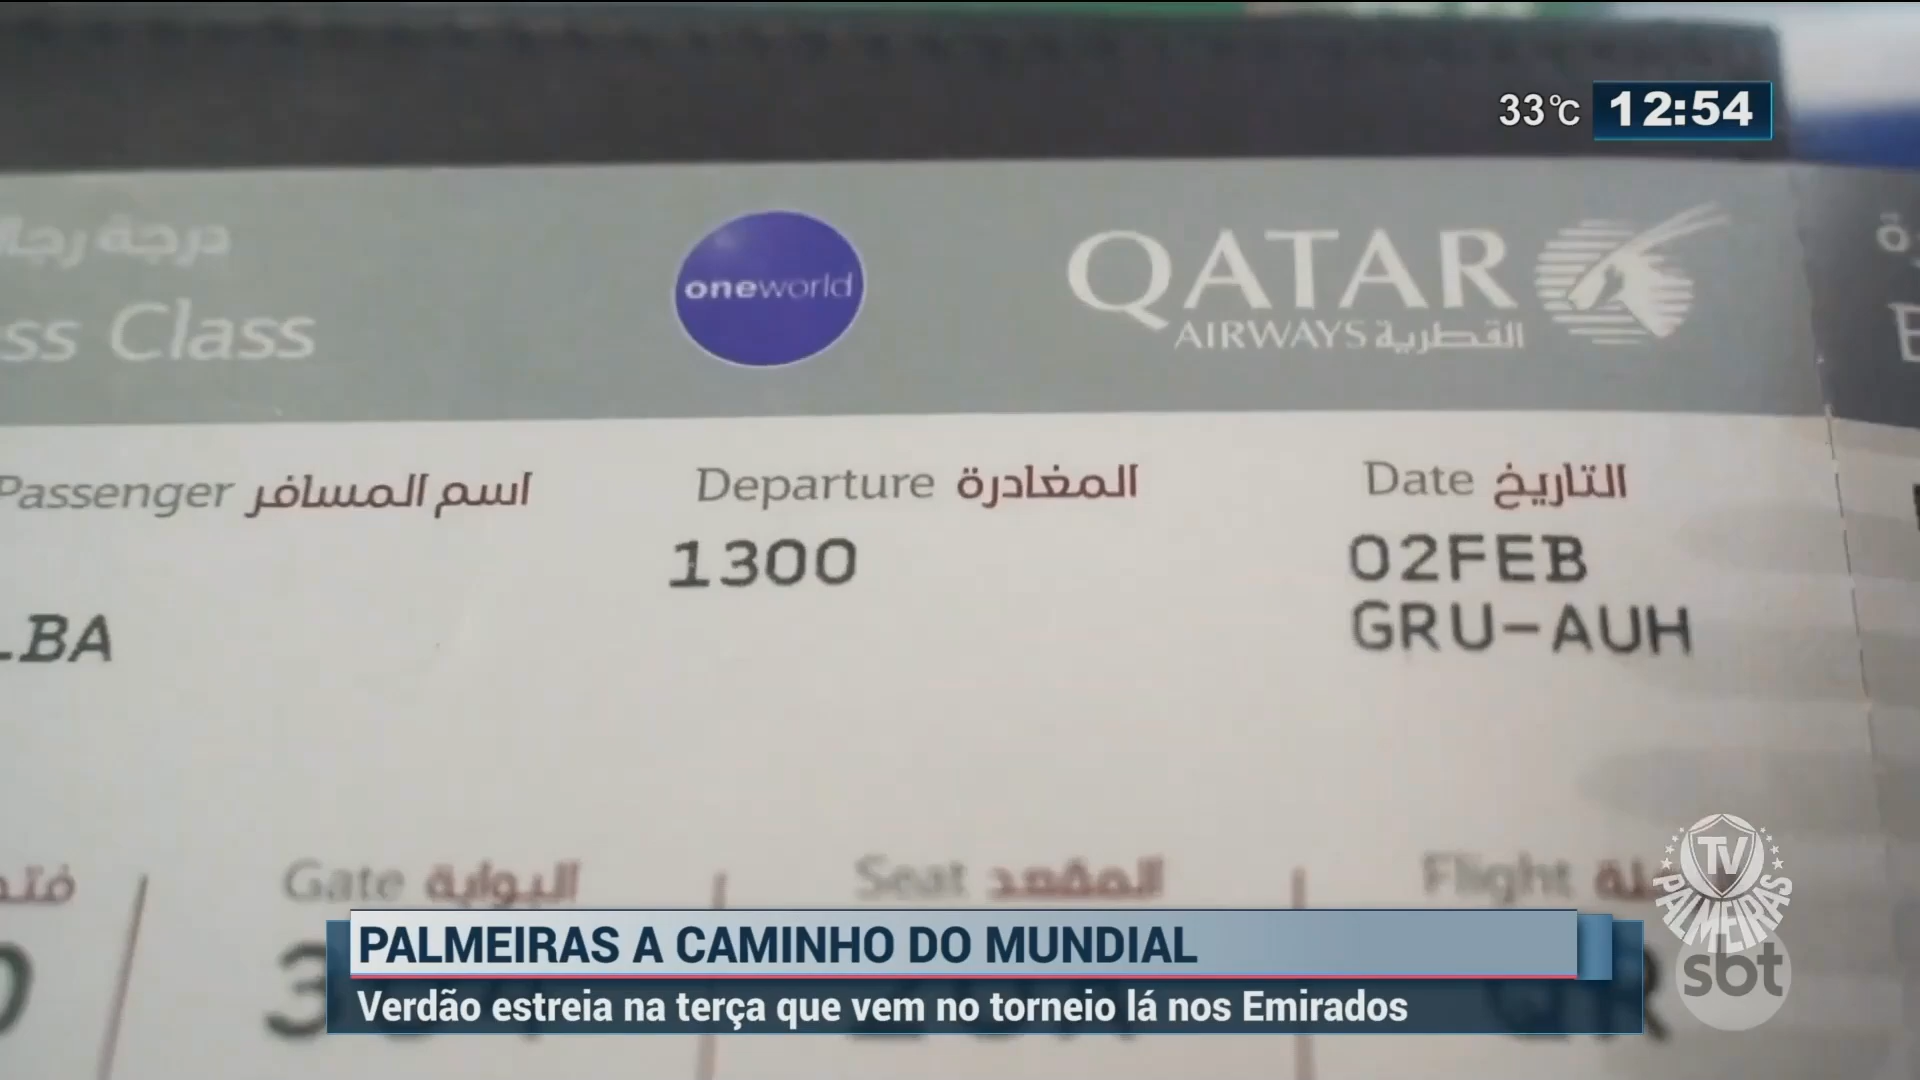 33°C 12:54
درجة رجا
ss Class
oneworld
QATAR
AIRWAYS القطرية
Passenger اسم المسافر
Departure المغادرة
Date التاريخ
1300
02FEB
LBA
GRU-AUH
Gate البوابة
Seat المقعد
Flight
TV
PALMEIRAS
sbt
PALMEIRAS A CAMINHO DO MUNDIAL
Verdão estreia na terça que vem no torneio lá nos Emirados